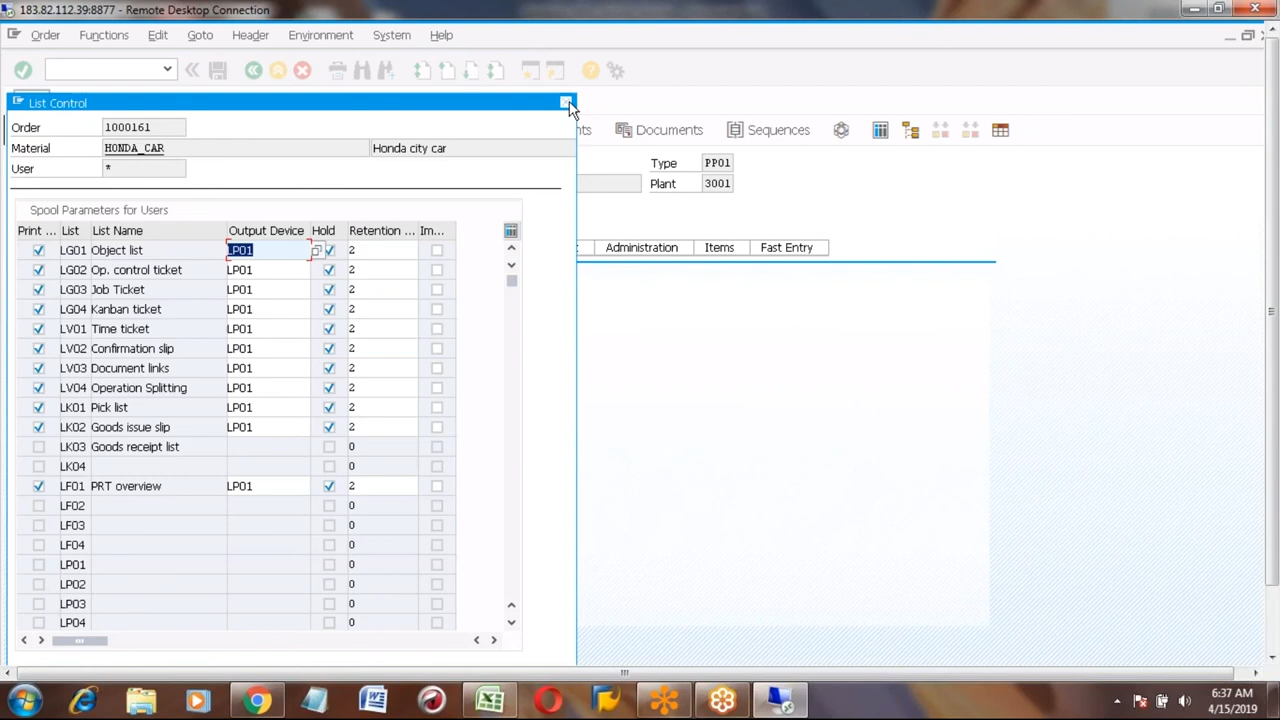 183.82.112.39:8877 - Remote Desktop Connection
Order Functions Edit Goto Header Environment System Help
List Control
Order 1000161
Material HONDA_CAR Honda city car
User *
Documents Sequences
Type PP01
Plant 3001
Administration Items Fast Entry
Spool Parameters for Users
Print ... List List Name Output Device Hold Retention ... Im...
LG01 Object list LP01 2
LG02 Op. control ticket LP01 2
LG03 Job Ticket LP01 2
LG04 Kanban ticket LP01 2
LV01 Time ticket LP01 2
LV02 Confirmation slip LP01 2
LV03 Document links LP01 2
LV04 Operation Splitting LP01 2
LK01 Pick list LP01 2
LK02 Goods issue slip LP01 2
LK03 Goods receipt list 0
LK04 0
LF01 PRT overview LP01 2
LF02 0
LF03 0
LF04 0
LP01 0
LP02 0
LP03 0
LP04 0
6:37 AM
4/15/2019